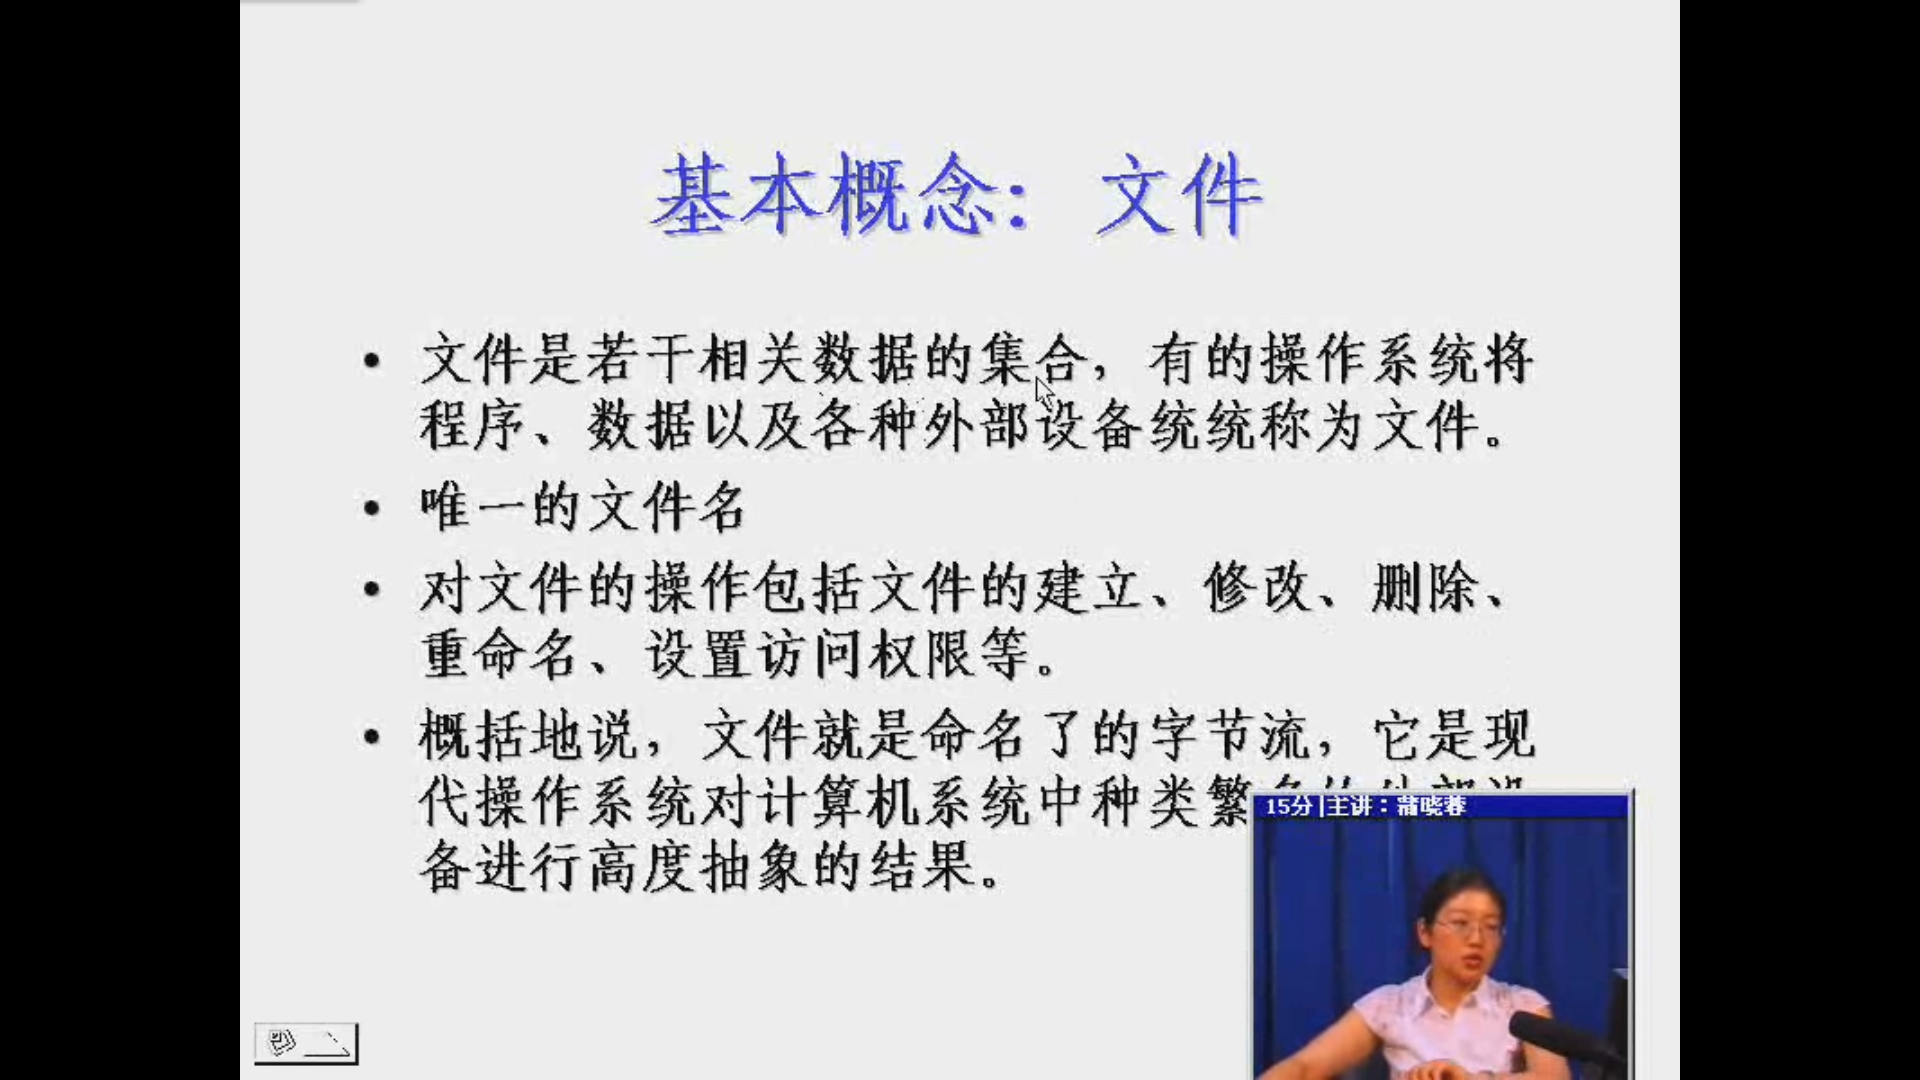 基本概念：文件
• 文件是若干相关数据的集合，有的操作系统将
程序、数据以及各种外部设备统统称为文件。
• 唯一的文件名
• 对文件的操作包括文件的建立、修改、删除、
重命名、设置访问权限等。
• 概括地说，文件就是命名了的字节流，它是现
代操作系统对计算机系统中种类繁
备进行高度抽象的结果。
15分|主讲：蒲晓蓉